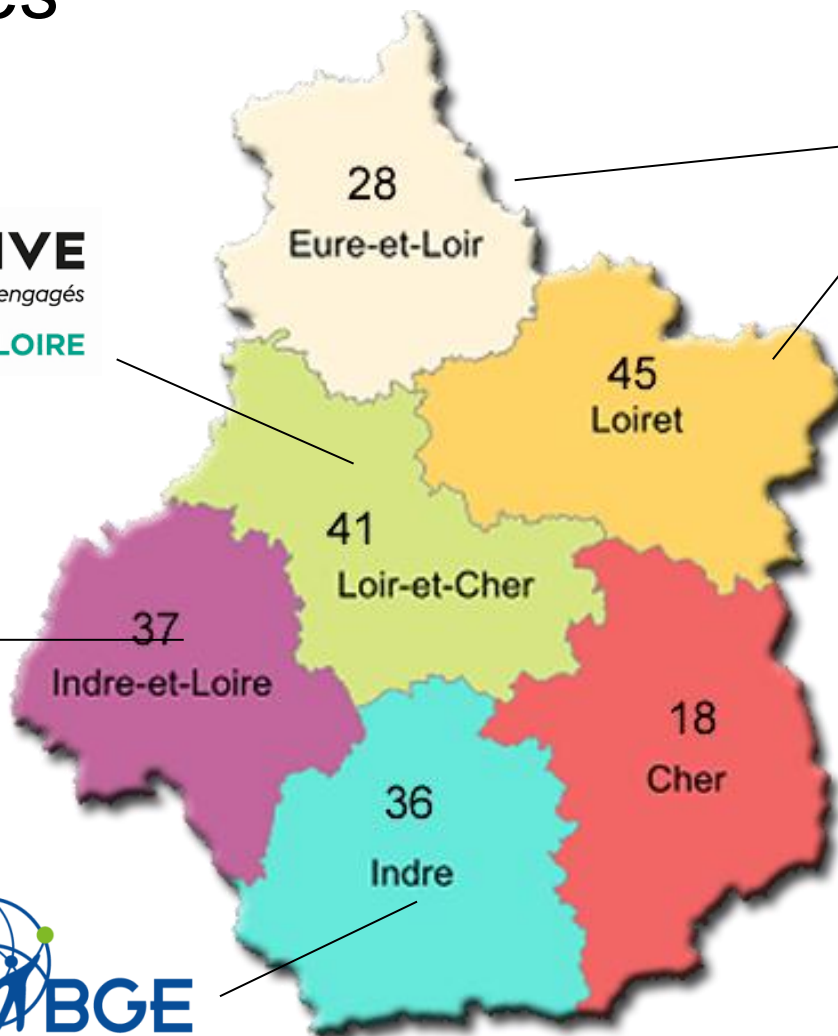 28
Eure-et-Loir
engagés
LOIRE
45
Loiret
41
Loir-et-Cher
37
Indre-et-Loire
18
Cher
36
Indre
BGE